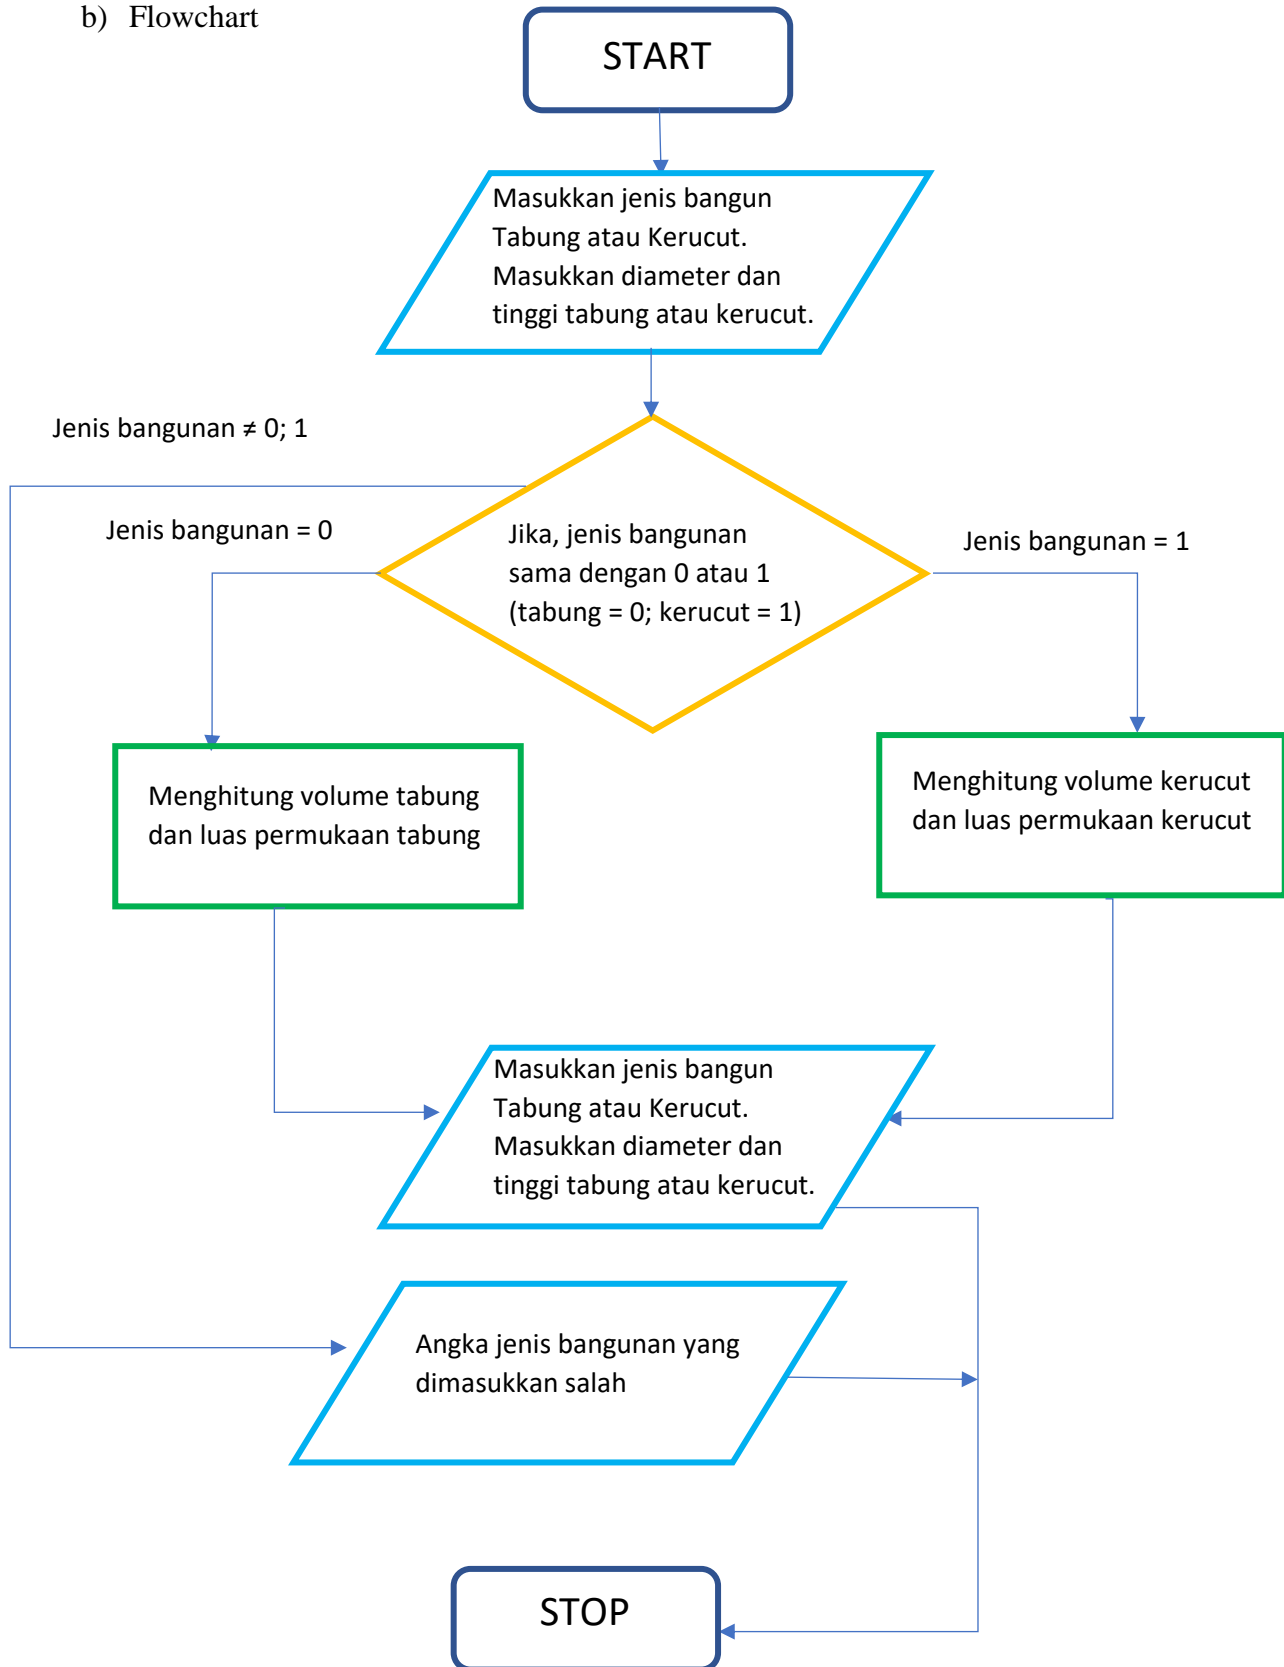 b) Flowchart
START
Masukkan jenis bangun
Tabung atau Kerucut.
Masukkan diameter dan
tinggi tabung atau kerucut.
Jenis bangunan ≠ 0; 1
Jenis bangunan = 0
Jika, jenis bangunan
sama dengan 0 atau 1
(tabung = 0; kerucut = 1)
Jenis bangunan = 1
Menghitung volume tabung
dan luas permukaan tabung
Menghitung volume kerucut
dan luas permukaan kerucut
Masukkan jenis bangun
Tabung atau Kerucut.
Masukkan diameter dan
tinggi tabung atau kerucut.
Angka jenis bangunan yang
dimasukkan salah
STOP